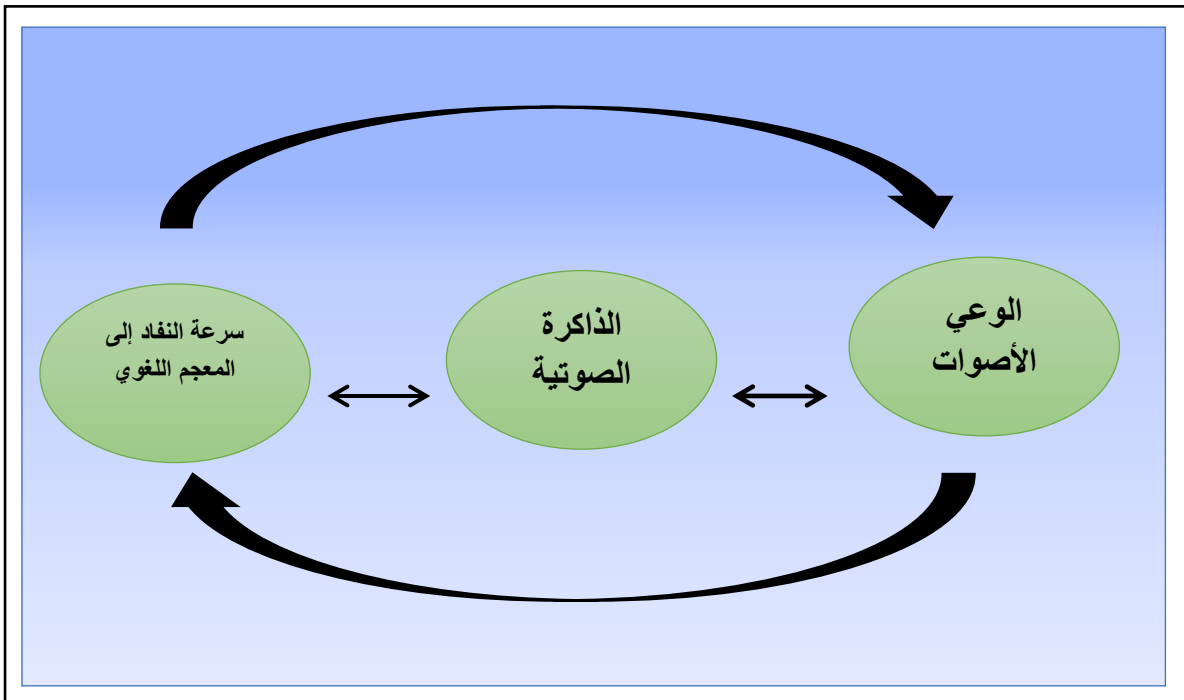 الوعي
الأصوات
الذاكرة
الصوتية
سرعة النفاد إلى
المعجم اللغوي